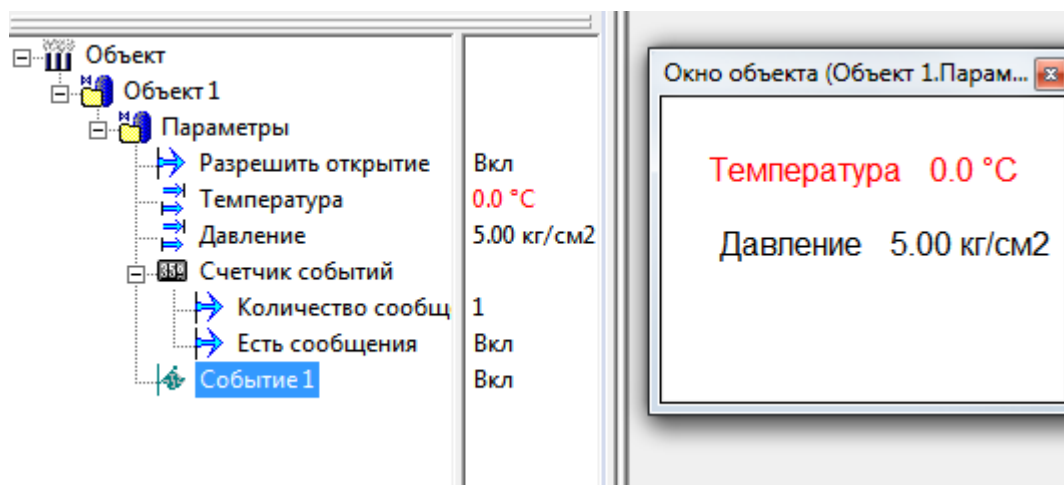 Объект
Объект 1
Параметры
Разрешить открытие Вкл
Температура 0.0 °C
Давление 5.00 кг/см2
359 Счетчик событий
Количество сообщ 1
Есть сообщения Вкл
Событие 1 Вкл
Окно объекта (Объект 1.Парам...
Температура 0.0 °C
Давление 5.00 кг/см2